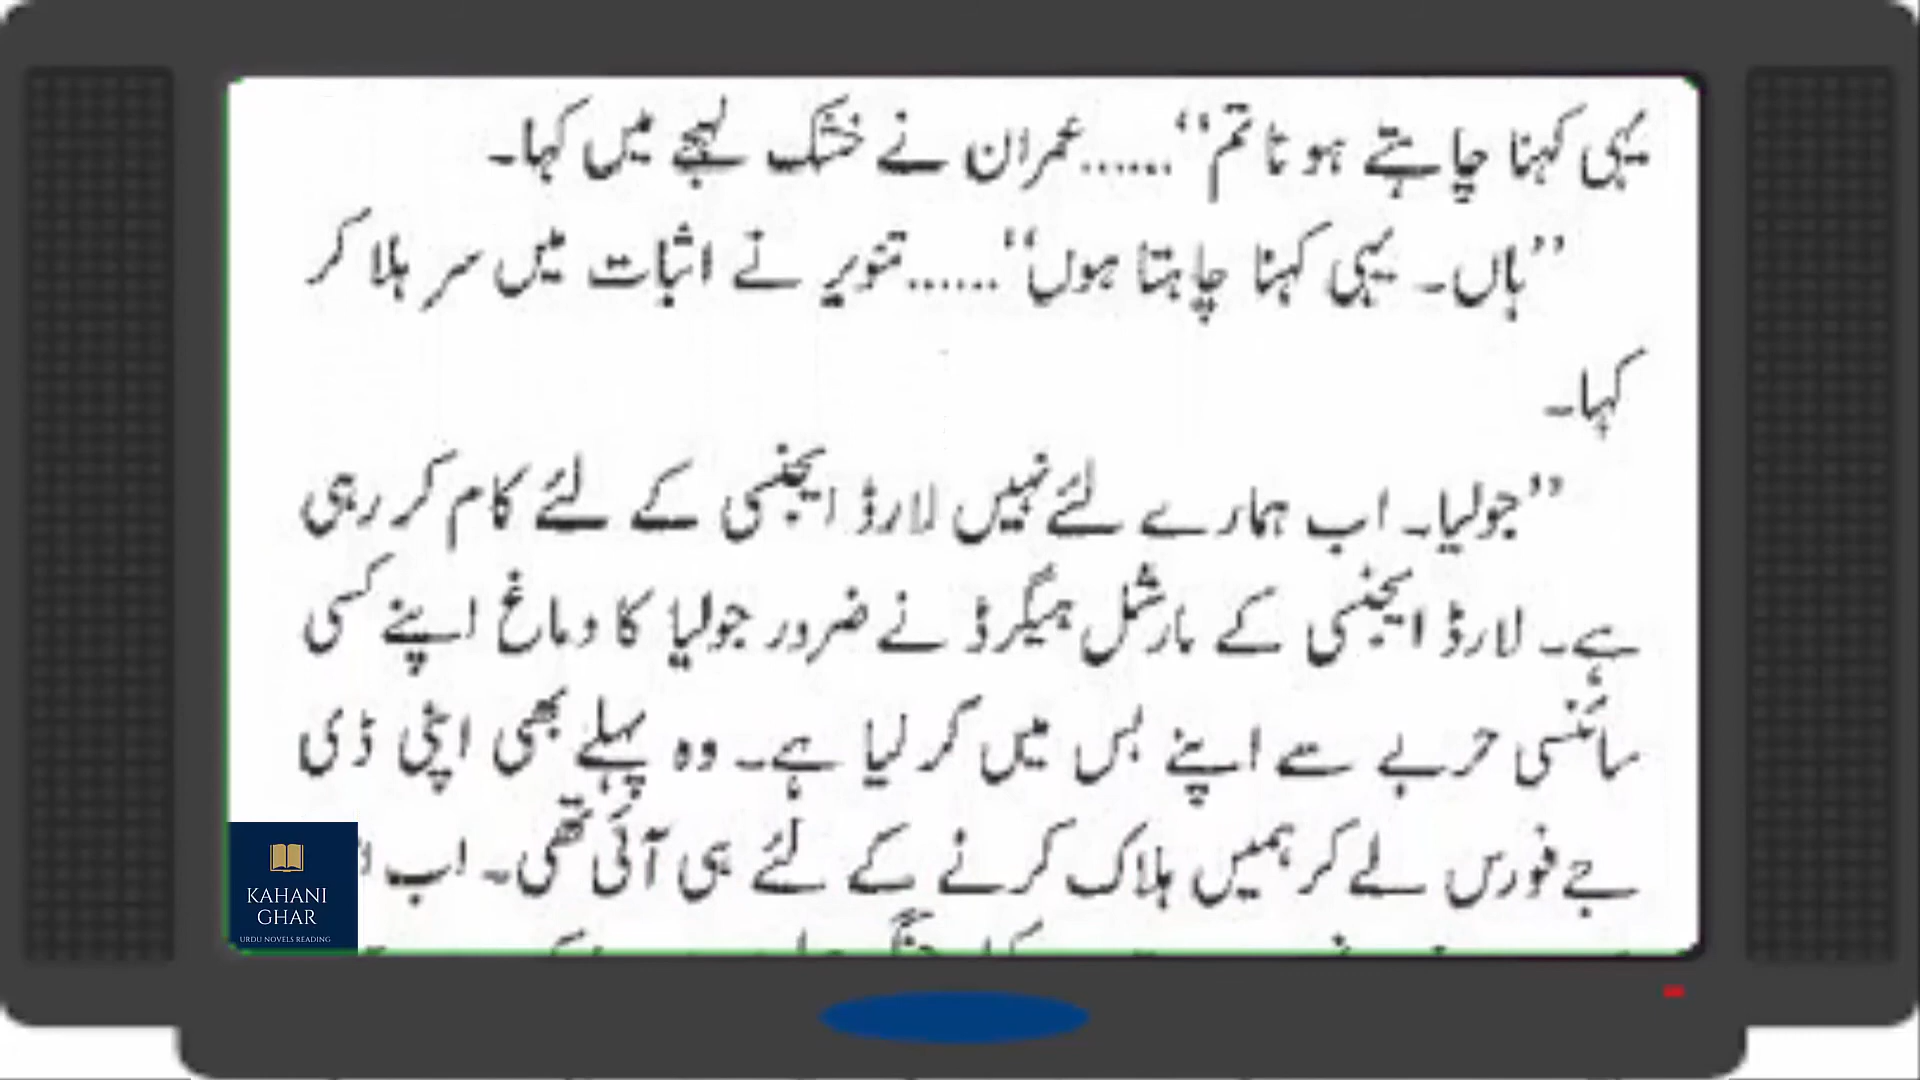 یہی کہنا چاہتے ہو نا تم‘‘......عمران نے خشک لہجے میں کہا۔
’’ہاں۔ یہی کہنا چاہتا ہوں‘‘......تنویر نے اثبات میں سر ہلا کر
کہا۔
’’جولیا۔ اب ہمارے لئے نہیں لارڈ ایجنسی کے لئے کام کر رہی
ہے۔ لارڈ ایجنسی کے مارشل ہیگرڈ نے ضرور جولیا کا دماغ اپنے کسی
سائنسی حربے سے اپنے بس میں کر لیا ہے۔ وہ پہلے بھی اپنی ڈی
جے فورس لے کر ہمیں ہلاک کرنے کے لئے ہی آئی تھی۔ اب
KAHANI
GHAR
URDU NOVELS READING